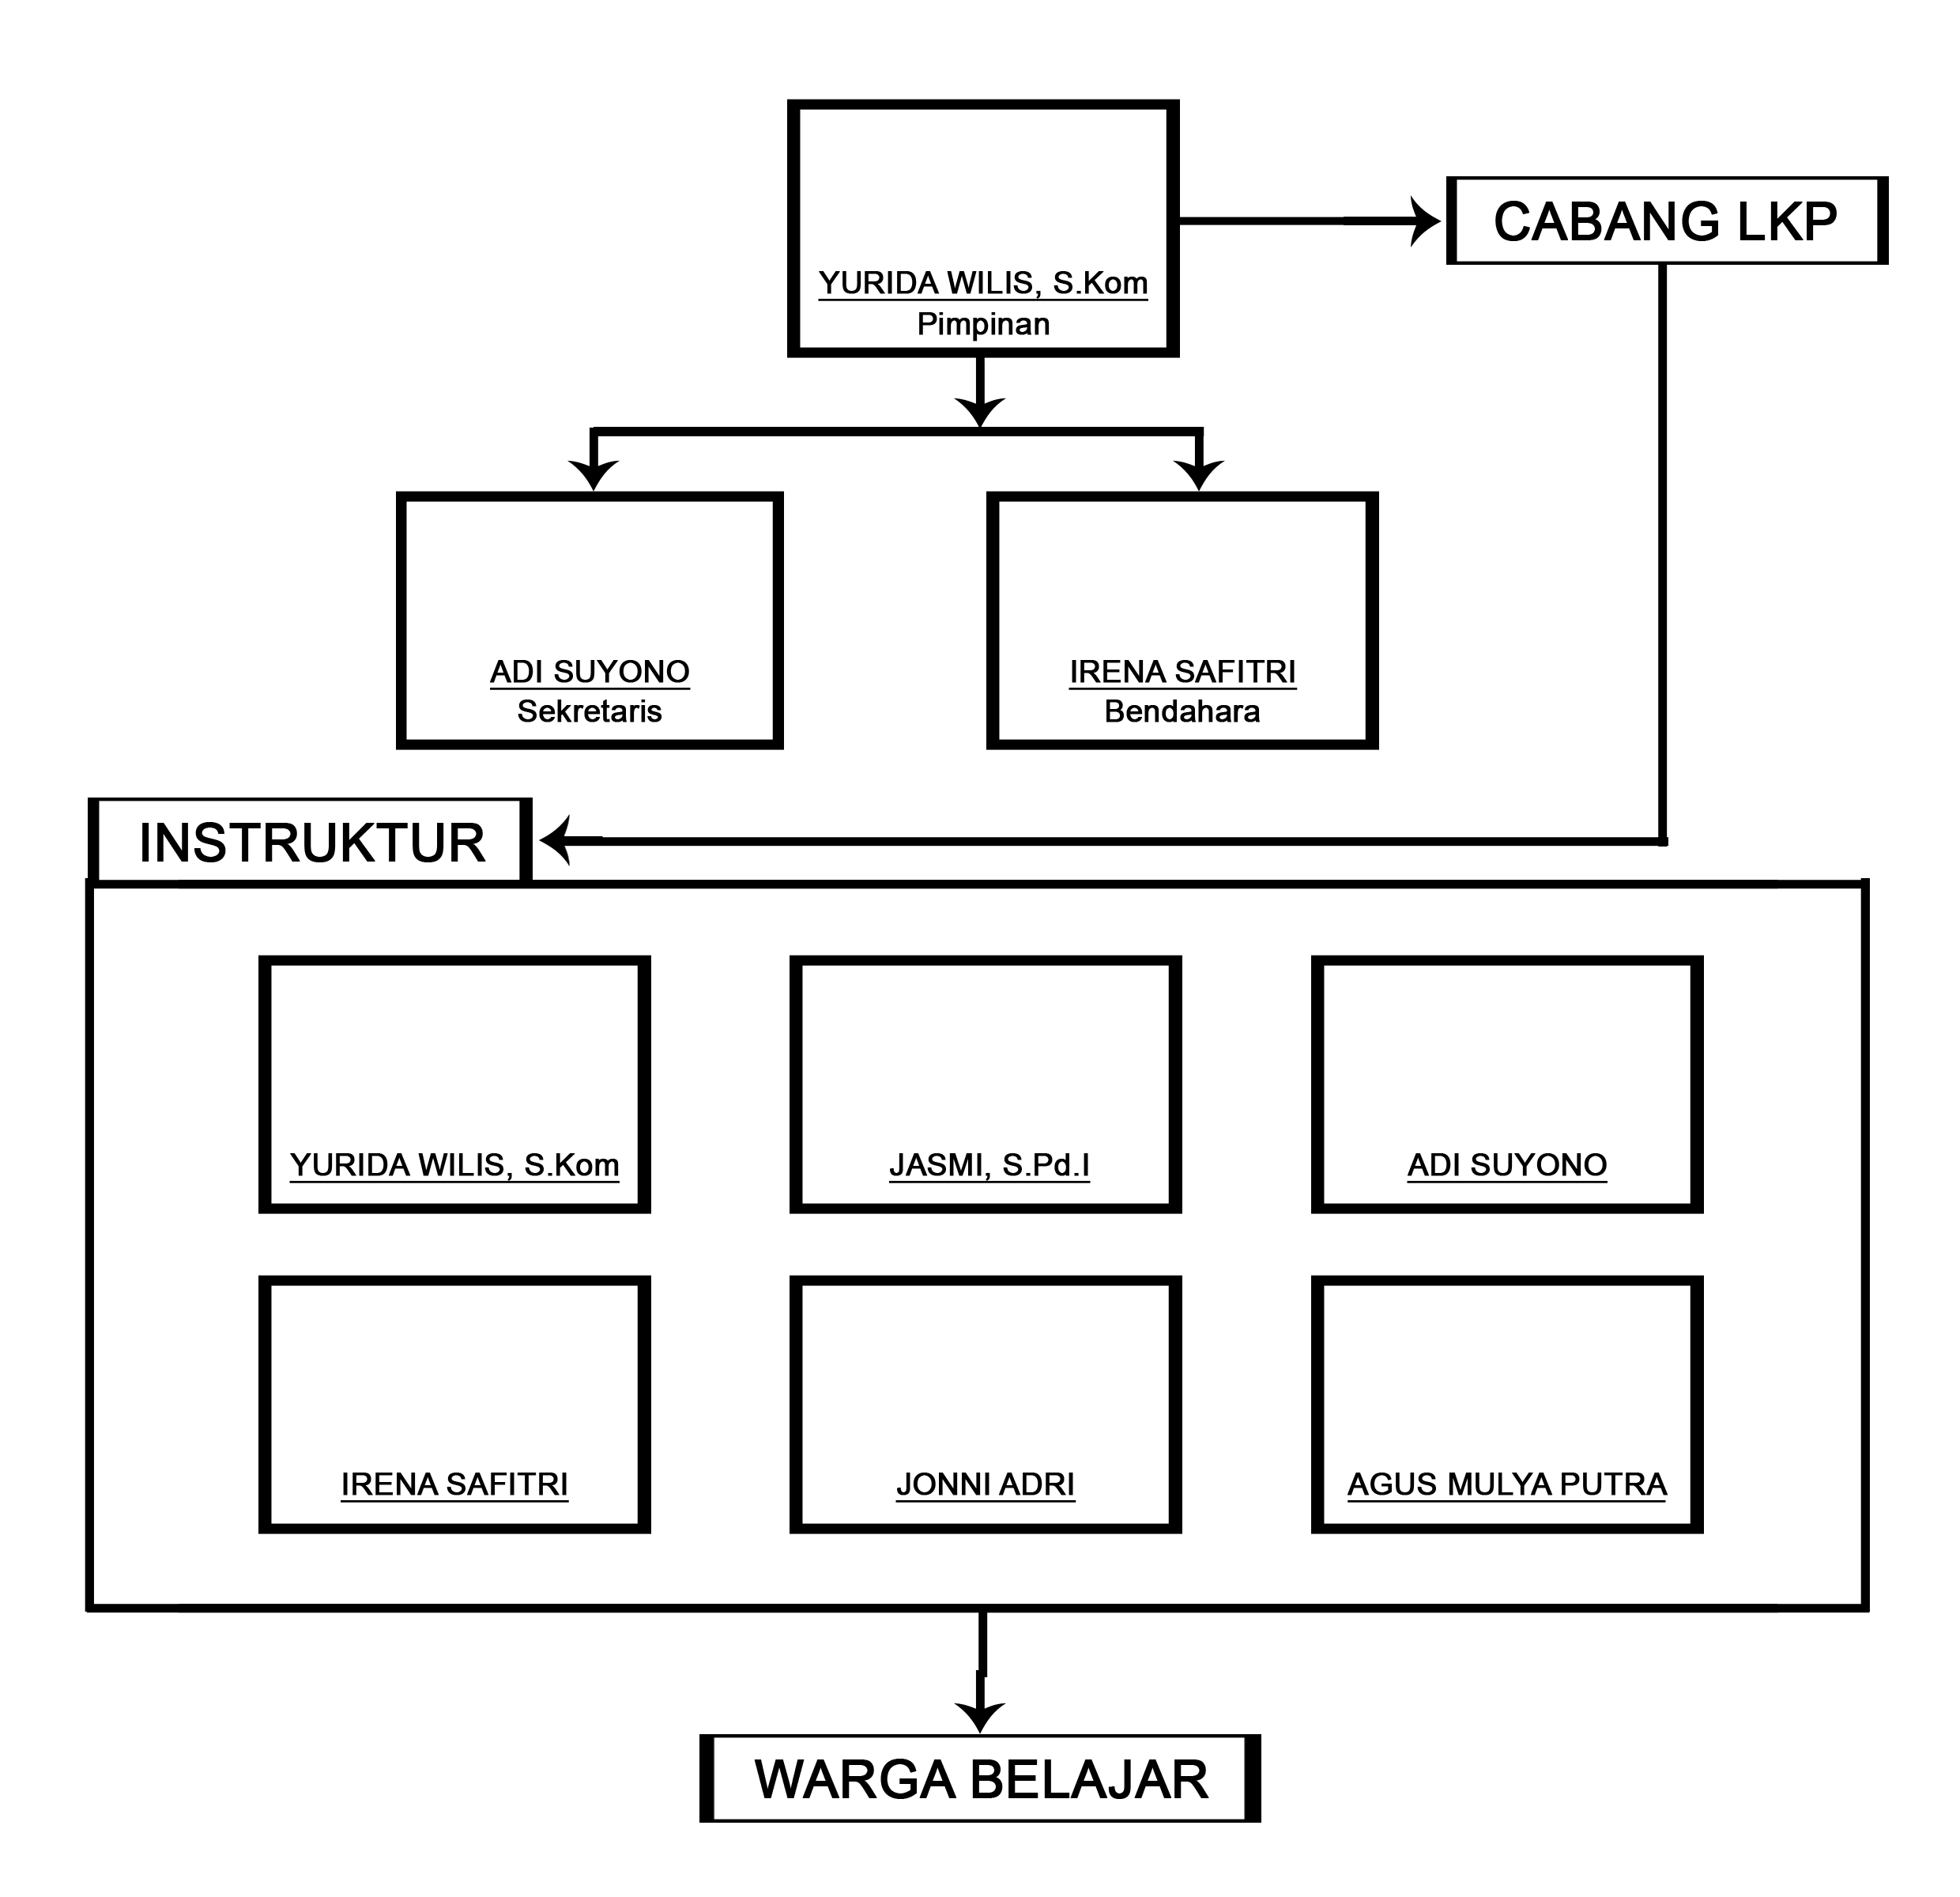 YURIDA WILIS, S.Kom
Pimpinan
CABANG LKP
ADI SUYONO
Sekretaris
IRENA SAFITRI
Bendahara
INSTRUKTUR
YURIDA WILIS, S.Kom
JASMI, S.Pd.I
ADI SUYONO
IRENA SAFITRI
JONNI ADRI
AGUS MULYA PUTRA
WARGA BELAJAR